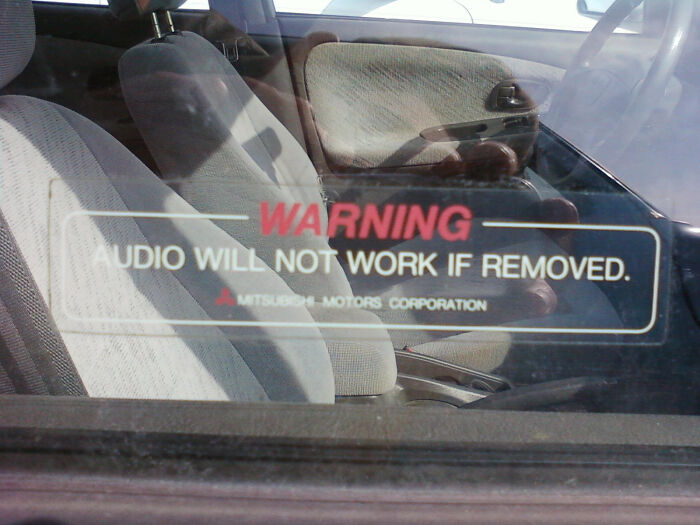 WARNING
AUDIO WILL NOT WORK IF REMOVED.
MITSUBISHI MOTORS CORPORATION